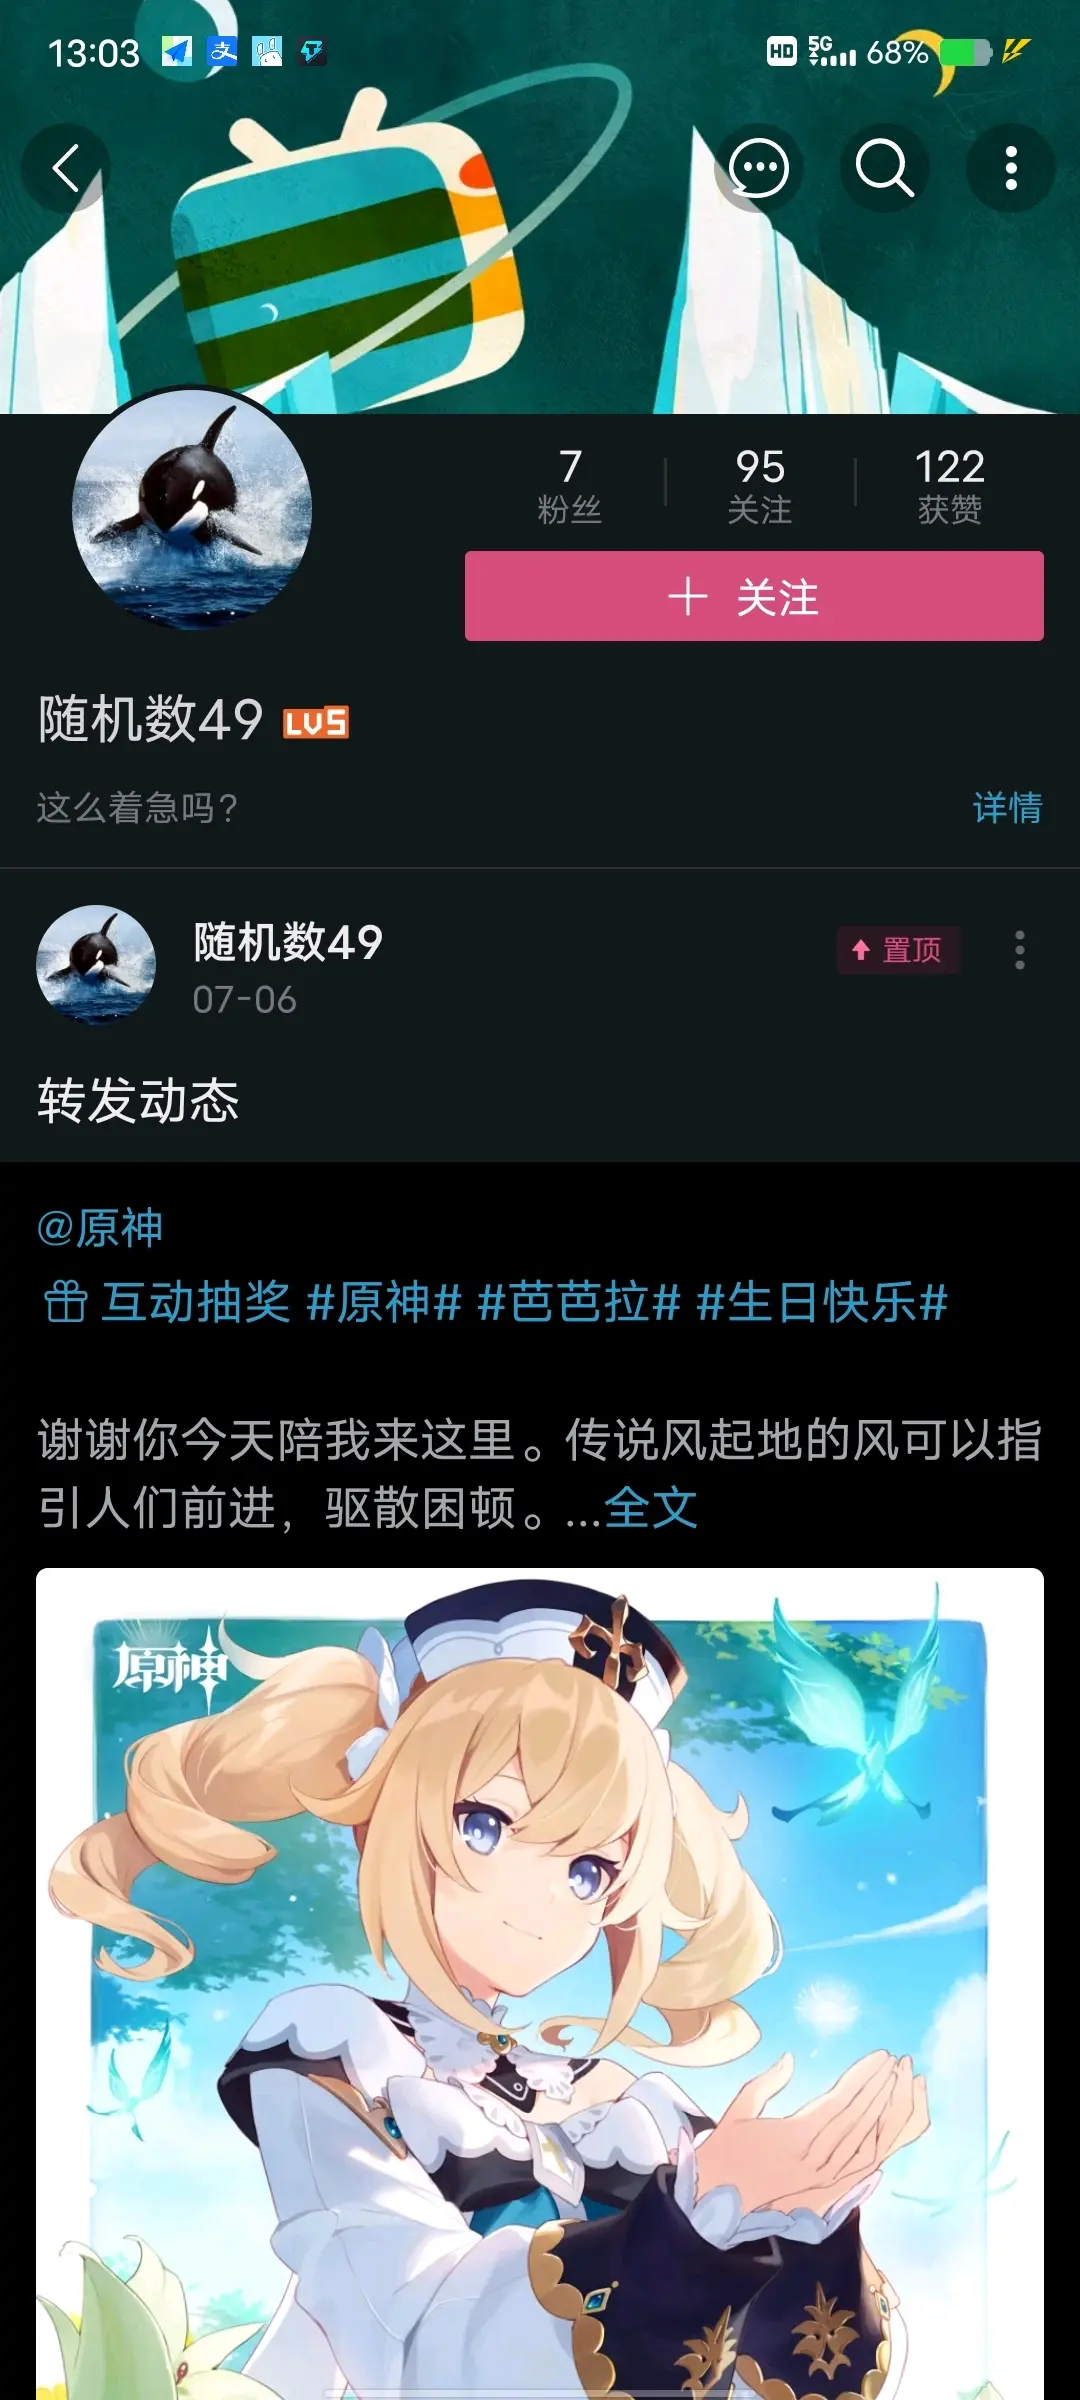 13:03
HD 5G 68%
7 95 122
粉丝 关注 获赞
关注
随机数49 LV5
这么着急吗?
详情
随机数49
置顶
07-06
转发动态
@原神
互动抽奖 #原神# #芭芭拉# #生日快乐#
谢谢你今天陪我来这里。传说风起地的风可以指
引人们前进，驱散困顿。...全文
原神